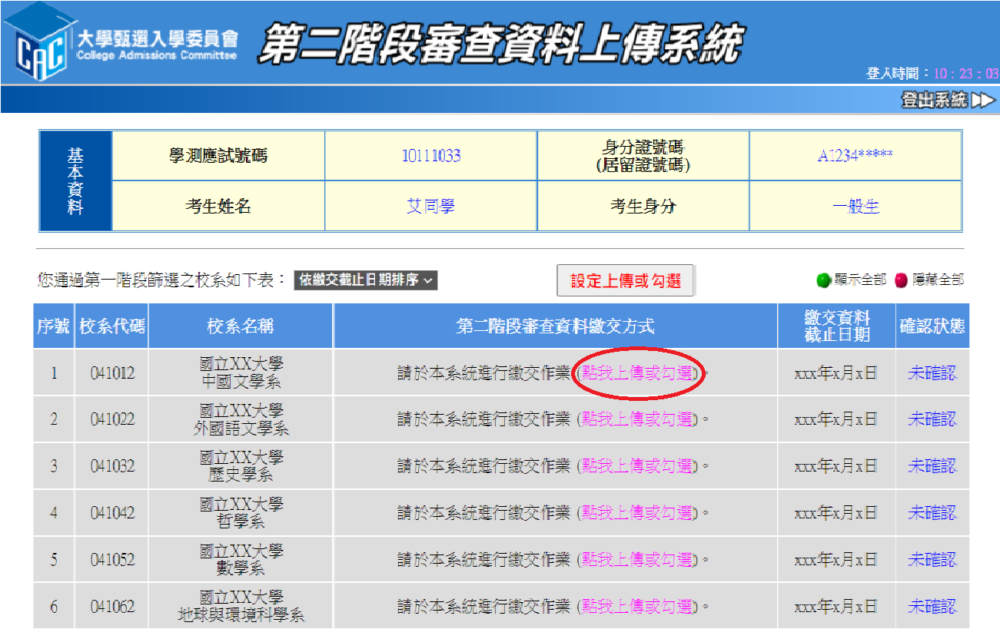 CAC
大學甄選入學委員會
College Admissions Committee
第二階段審查資料上傳系統
登入時間：10：23：03
登出系統
基本資料
學測應試號碼 10111033 身分證號碼 A1234*****
(居留證號碼)
考生姓名 艾同學 考生身分 一般生
您通過第一階段篩選之校系如下表： 依繳交截止日期排序 設定上傳或勾選 顯示全部 隱藏全部
序號 校系代碼 校系名稱 第二階段審查資料繳交方式 繳交資料 確認狀態
截止日期
1 041012 國立XX大學 請於本系統進行繳交作業 (點我上傳或勾選)。 xxx年x月x日 未確認
中國文學系
2 041022 國立XX大學 請於本系統進行繳交作業 (點我上傳或勾選)。 xxx年x月x日 未確認
外國語文學系
3 041032 國立XX大學 請於本系統進行繳交作業 (點我上傳或勾選)。 xxx年x月x日 未確認
歷史學系
4 041042 國立XX大學 請於本系統進行繳交作業 (點我上傳或勾選)。 xxx年x月x日 未確認
哲學系
5 041052 國立XX大學 請於本系統進行繳交作業 (點我上傳或勾選)。 xxx年x月x日 未確認
數學系
6 041062 國立XX大學 請於本系統進行繳交作業 (點我上傳或勾選)。 xxx年x月x日 未確認
地球與環境科學系